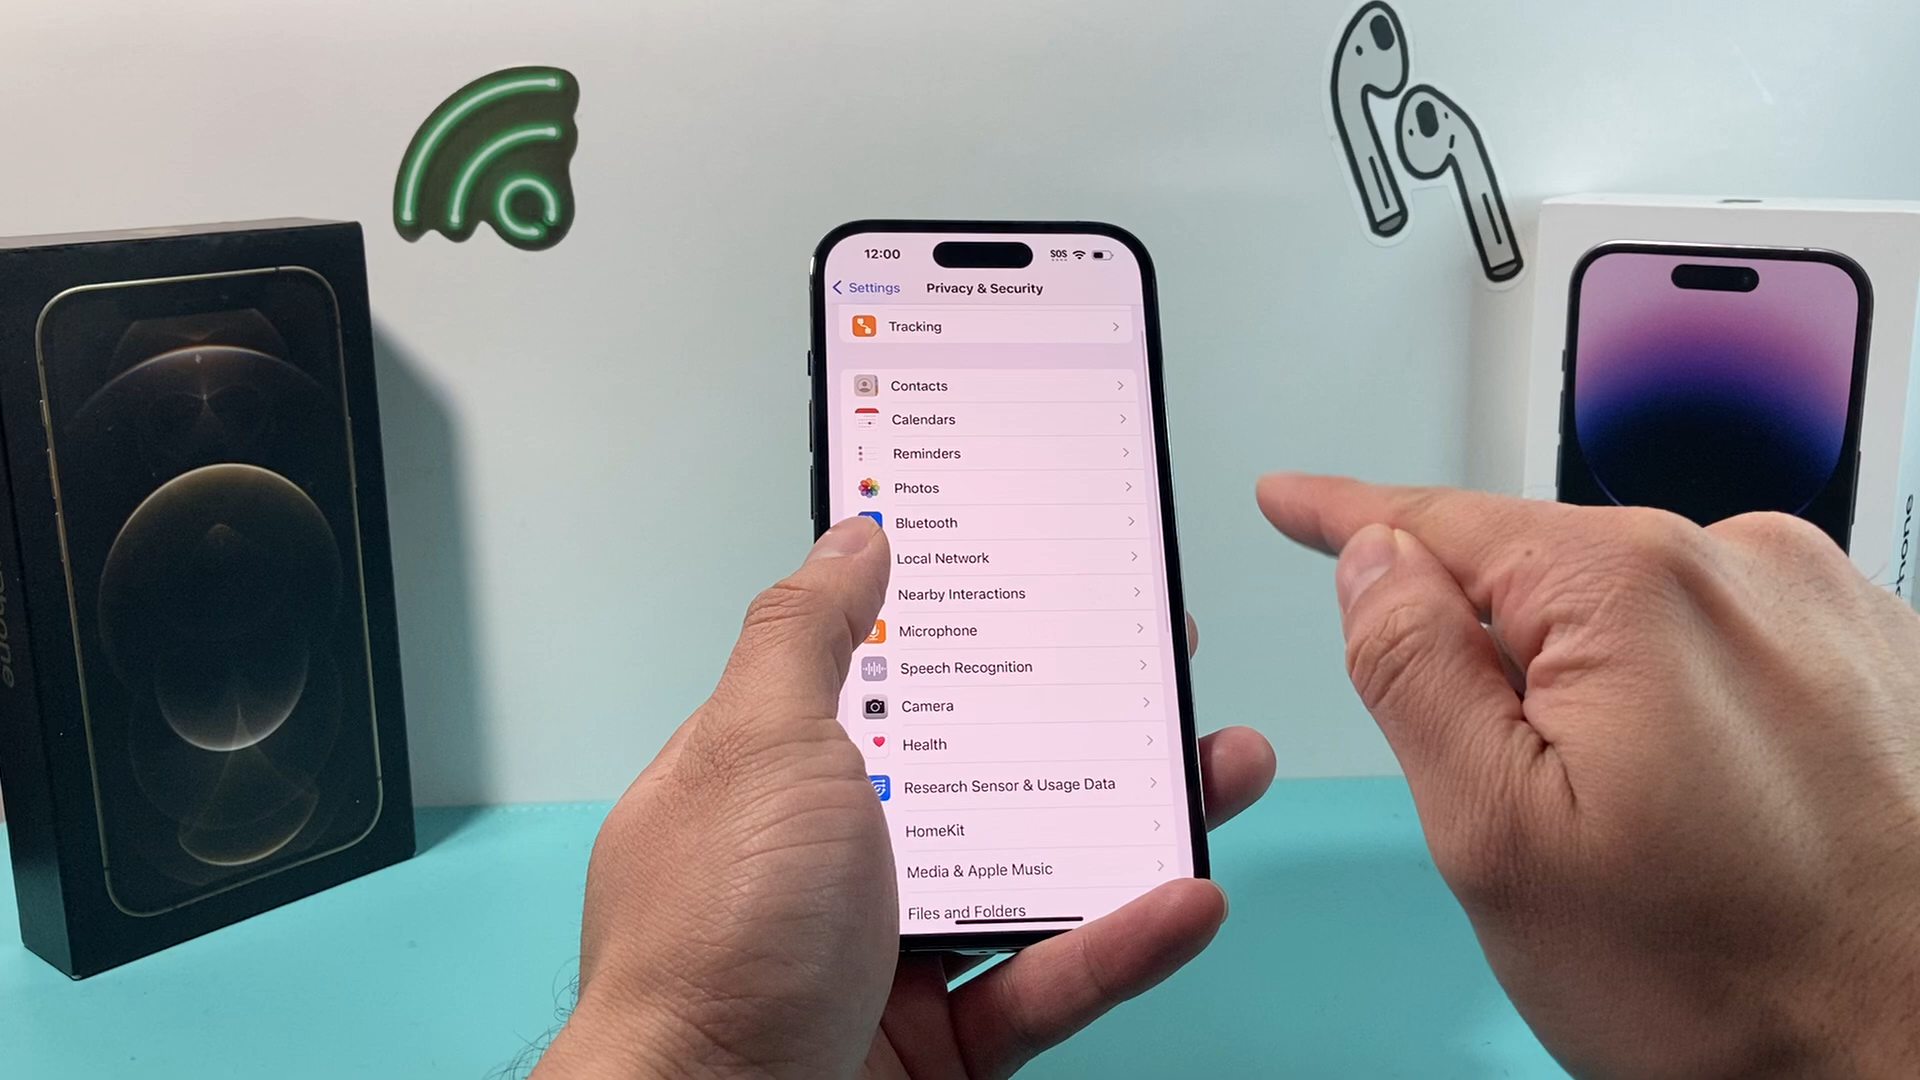 12:00
SOS
Settings
Privacy & Security
Tracking
Contacts
Calendars
Reminders
Photos
Bluetooth
Local Network
Nearby Interactions
Microphone
Speech Recognition
Camera
Health
Research Sensor & Usage Data
HomeKit
Media & Apple Music
Files and Folders